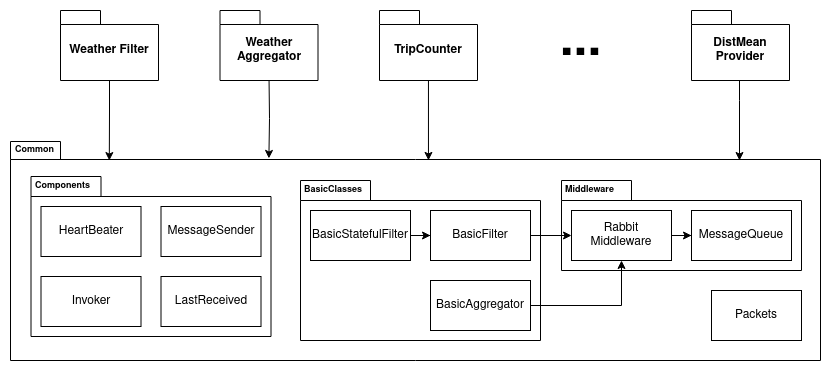 Weather Filter
Weather
Aggregator
TripCounter
...
DistMean
Provider
Common
Components
HeartBeater
MessageSender
Invoker
LastReceived
BasicClasses
BasicStatefulFilter
BasicFilter
BasicAggregator
Middleware
Rabbit
Middleware
MessageQueue
Packets